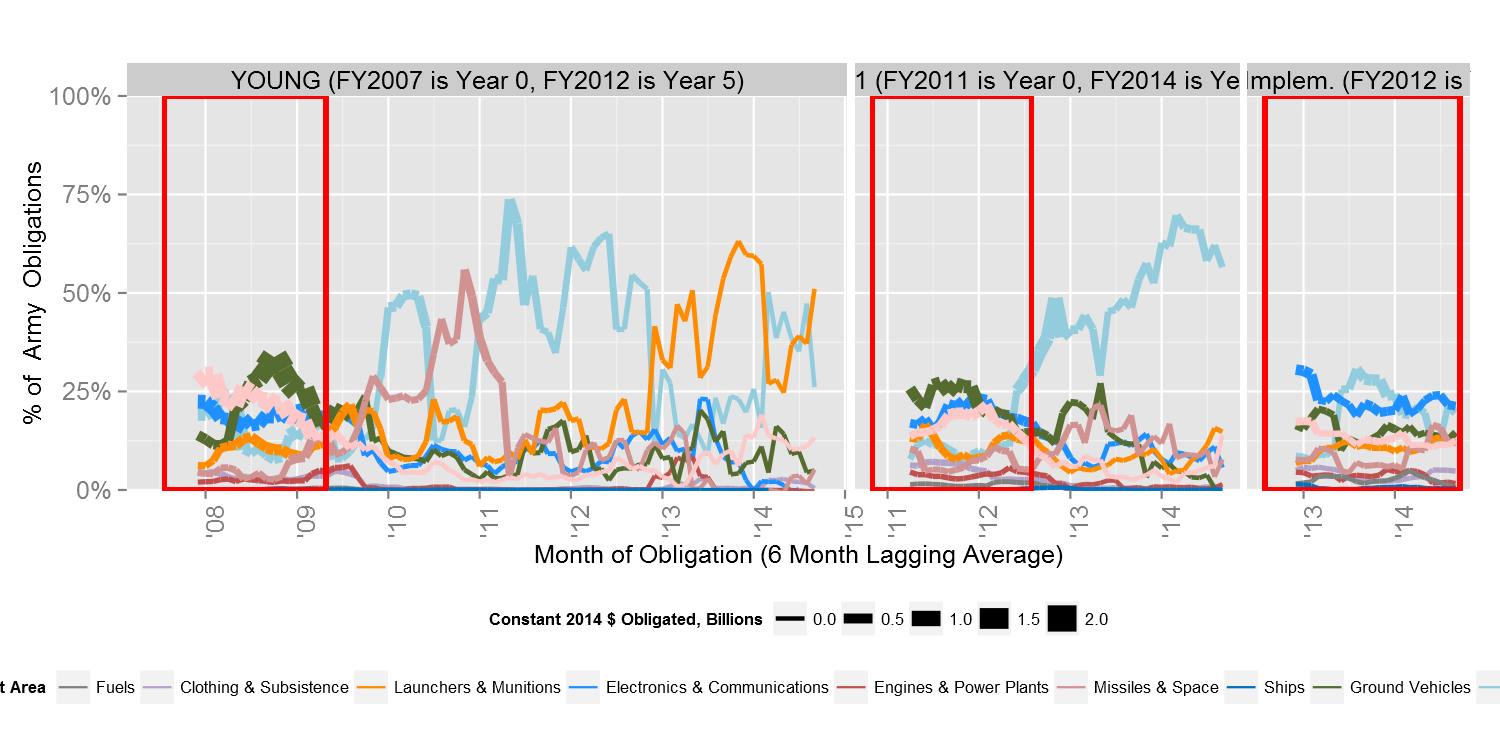 YOUNG (FY2007 is Year 0, FY2012 is Year 5)
1 (FY2011 is Year 0, FY2014 is Ye
Implem. (FY2012 is
100%
75%
50%
25%
0%
% of Army Obligations
'08 '09 '10 '11 '12 '13 '14 '15
'11 '12 '13 '14
'13 '14
Month of Obligation (6 Month Lagging Average)
Constant 2014 $ Obligated, Billions 0.0 0.5 1.0 1.5 2.0
t Area Fuels Clothing & Subsistence Launchers & Munitions Electronics & Communications Engines & Power Plants Missiles & Space Ships Ground Vehicles